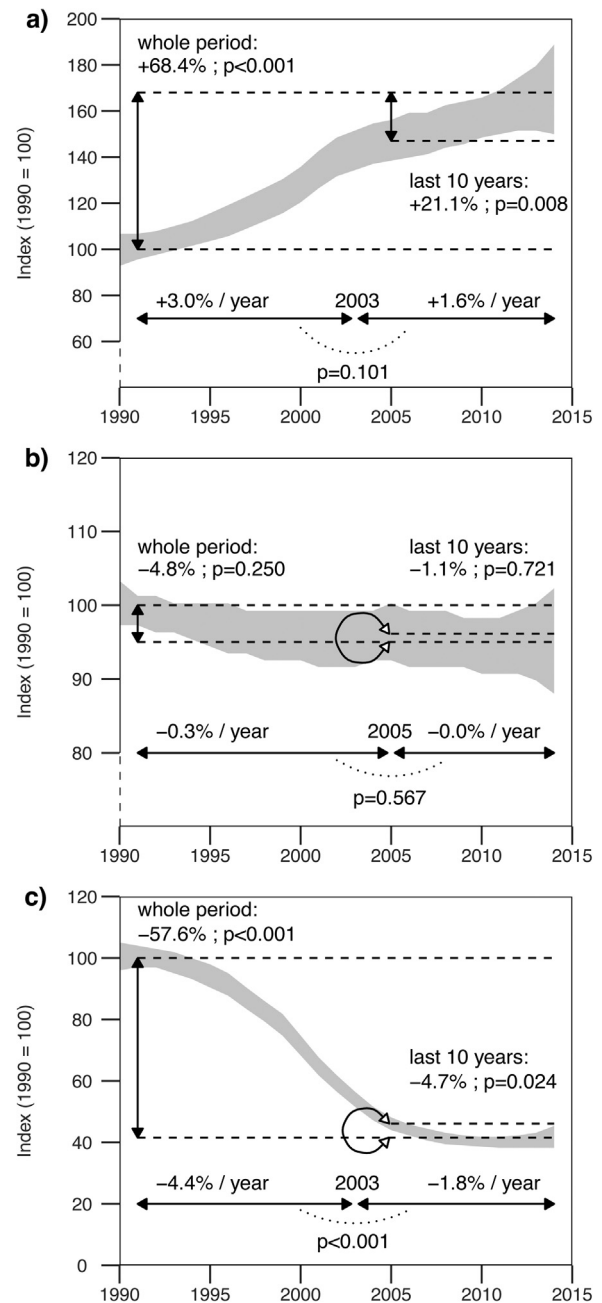 a)
200
180
160
140
120
100
80
60
Index (1990 = 100)
whole period:
+68.4% ; p<0.001
last 10 years:
+21.1% ; p=0.008
+3.0% / year 2003 +1.6% / year
p=0.101
1990 1995 2000 2005 2010 2015
b)
120
110
100
90
80
Index (1990 = 100)
whole period:
−4.8% ; p=0.250
last 10 years:
−1.1% ; p=0.721
−0.3% / year 2005 −0.0% / year
p=0.567
1990 1995 2000 2005 2010 2015
c)
120
100
80
60
40
20
0
Index (1990 = 100)
whole period:
−57.6% ; p<0.001
last 10 years:
−4.7% ; p=0.024
−4.4% / year 2003 −1.8% / year
p<0.001
1990 1995 2000 2005 2010 2015